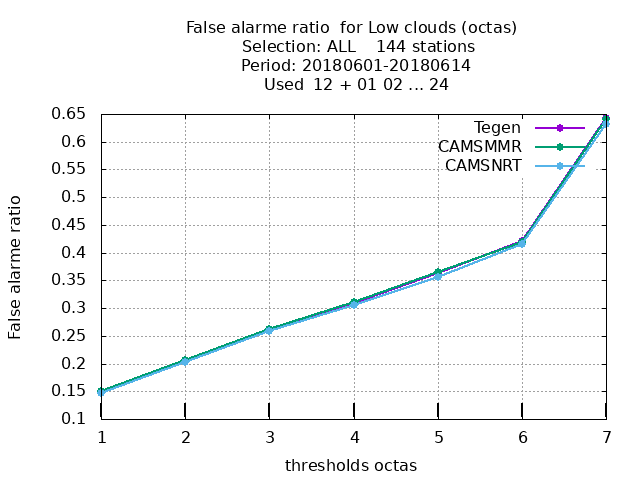 False alarme ratio  for Low clouds (octas)
Selection: ALL    144 stations
Period: 20180601-20180614
Used  12 + 01 02 ... 24
Tegen
CAMSMMR
CAMSNRT
False alarme ratio
0.65
0.6
0.55
0.5
0.45
0.4
0.35
0.3
0.25
0.2
0.15
0.1
1 2 3 4 5 6 7
thresholds octas